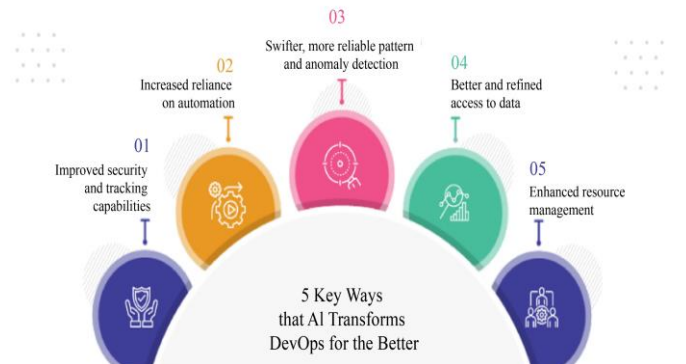 03
Swifter, more reliable pattern
and anomaly detection
02
Increased reliance
on automation
04
Better and refined
access to data
01
Improved security
and tracking
capabilities
05
Enhanced resource
management
5 Key Ways
that AI Transforms
DevOps for the Better